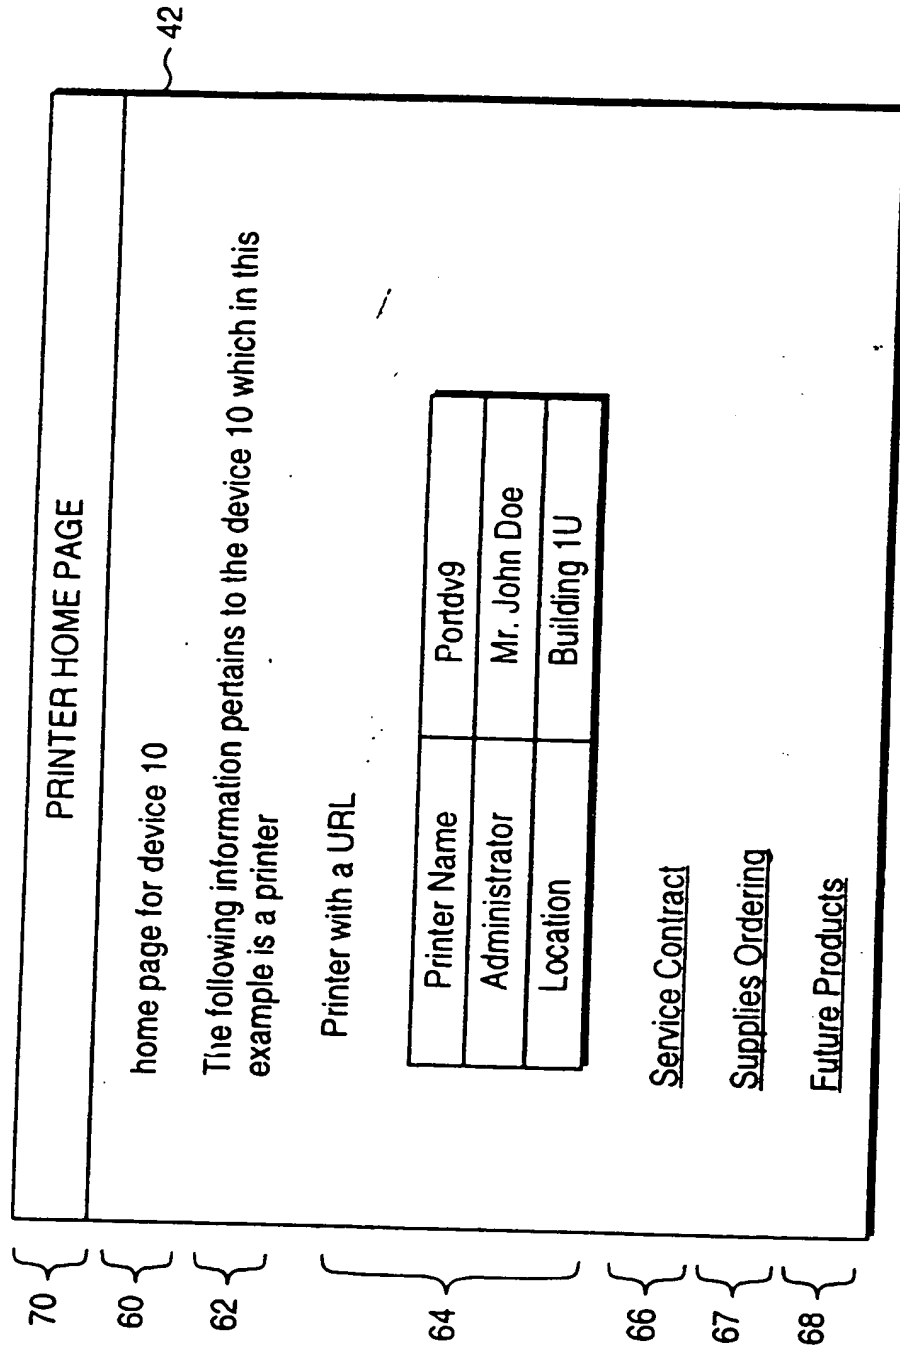 42
70
PRINTER HOME PAGE
60
home page for device 10
62
The following information pertains to the device 10 which in this
example is a printer
64
Printer with a URL
Printer Name Portdv9
Administrator Mr. John Doe
Location Building 1U
66
Service Contract
67
Supplies Ordering
68
Future Products